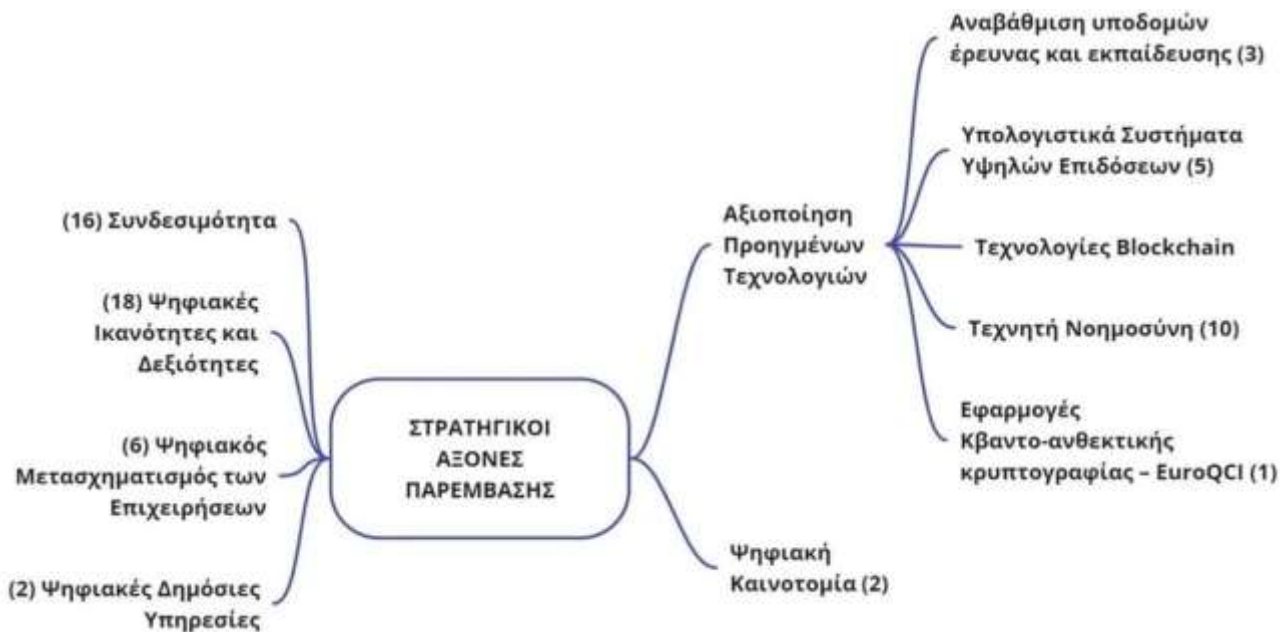 Αναβάθμιση υποδομών
έρευνας και εκπαίδευσης (3)
Υπολογιστικά Συστήματα
Υψηλών Επιδόσεων (5)
(16) Συνδεσιμότητα
Αξιοποίηση
Προηγμένων
Τεχνολογιών
Τεχνολογίες Blockchain
(18) Ψηφιακές
Ικανότητες και
Δεξιότητες
Τεχνητή Νοημοσύνη (10)
ΣΤΡΑΤΗΓΙΚΟΙ
ΑΞΟΝΕΣ
ΠΑΡΕΜΒΑΣΗΣ
Εφαρμογές
Κβαντο-ανθεκτικής
κρυπτογραφίας – EuroQCI (1)
(6) Ψηφιακός
Μετασχηματισμός των
Επιχειρήσεων
Ψηφιακή
Καινοτομία (2)
(2) Ψηφιακές Δημόσιες
Υπηρεσίες